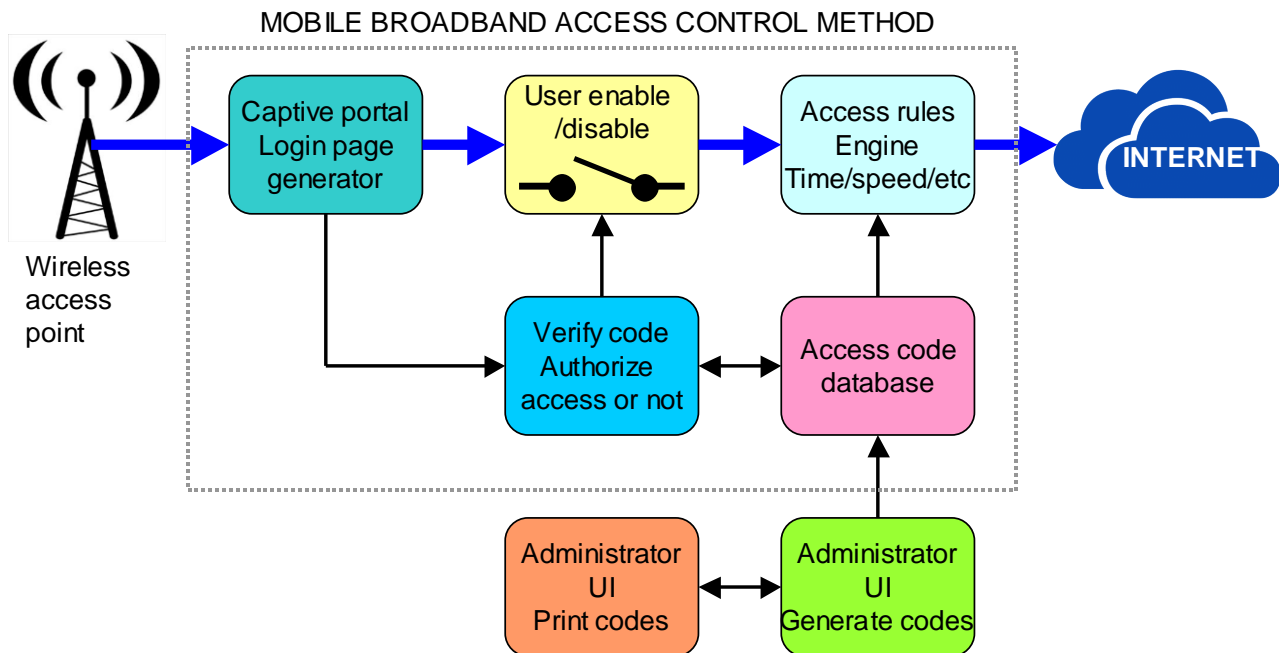 MOBILE BROADBAND ACCESS CONTROL METHOD
Captive portal
Login page
generator
User enable
/disable
Access rules
Engine
Time/speed/etc
INTERNET
Wireless
access
point
Verify code
Authorize
access or not
Access code
database
Administrator
UI
Print codes
Administrator
UI
Generate codes